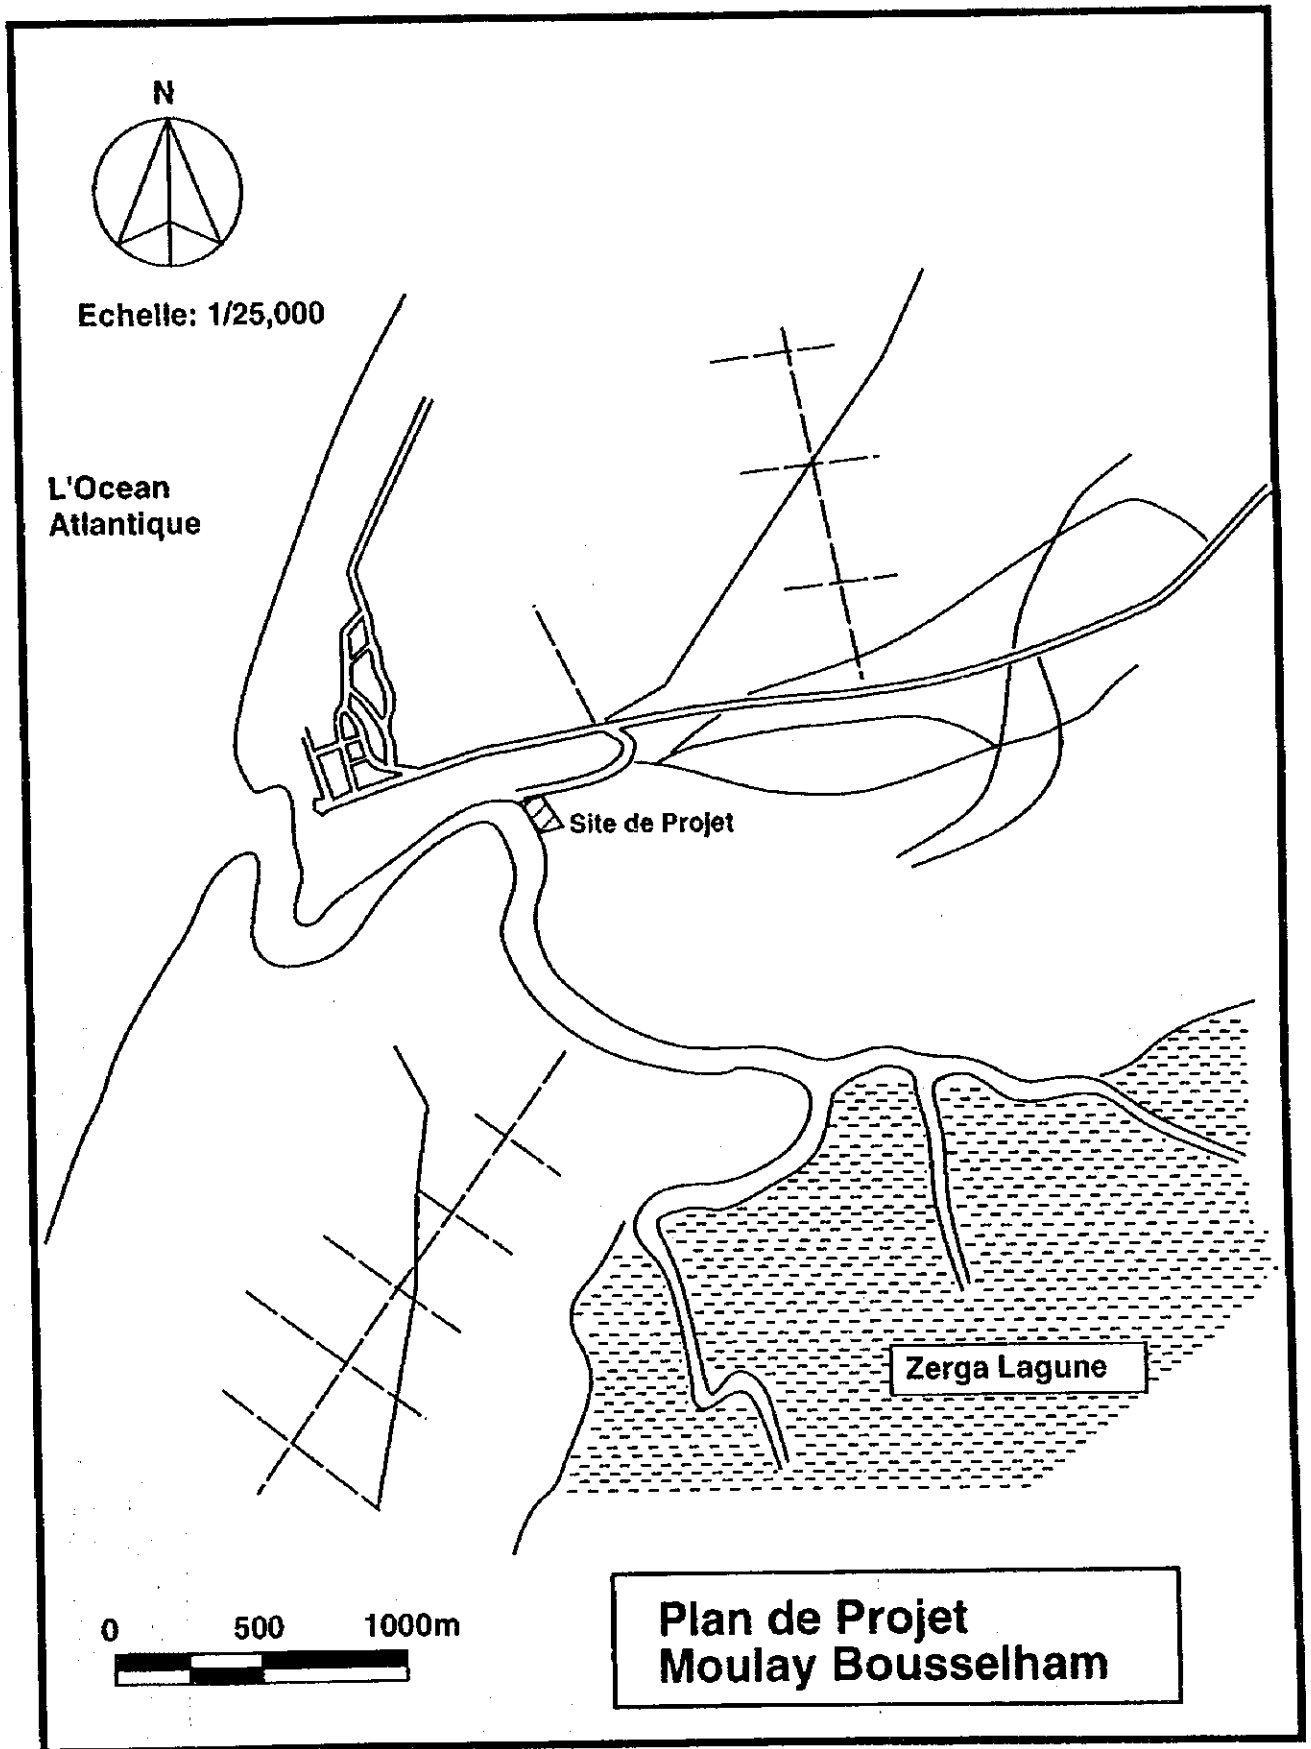 N
Echelle: 1/25,000
L'Ocean
Atlantique
Site de Projet
Zerga Lagune
0 500 1000m
Plan de Projet
Moulay Bousselham